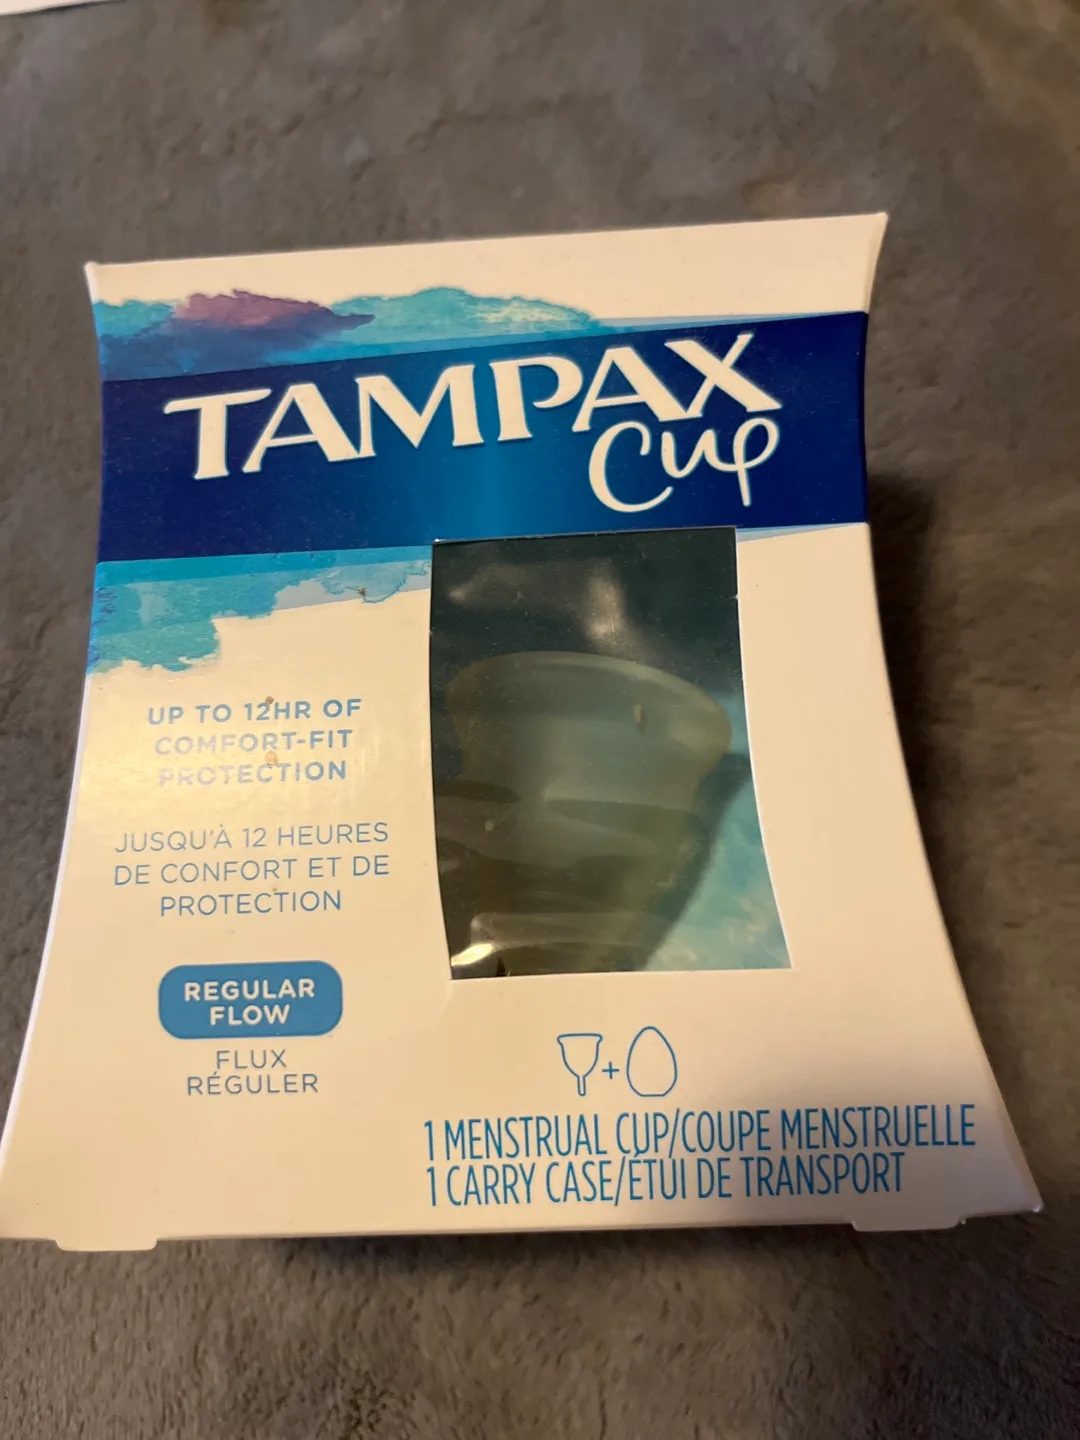 TAMPAX
Cup
UP TO 12HR OF
COMFORT-FIT
PROTECTION
JUSQU'À 12 HEURES
DE CONFORT ET DE
PROTECTION
REGULAR
FLOW
FLUX
RÉGULER
+
1 MENSTRUAL CUP/COUPE MENSTRUELLE
1 CARRY CASE/ÉTUI DE TRANSPORT